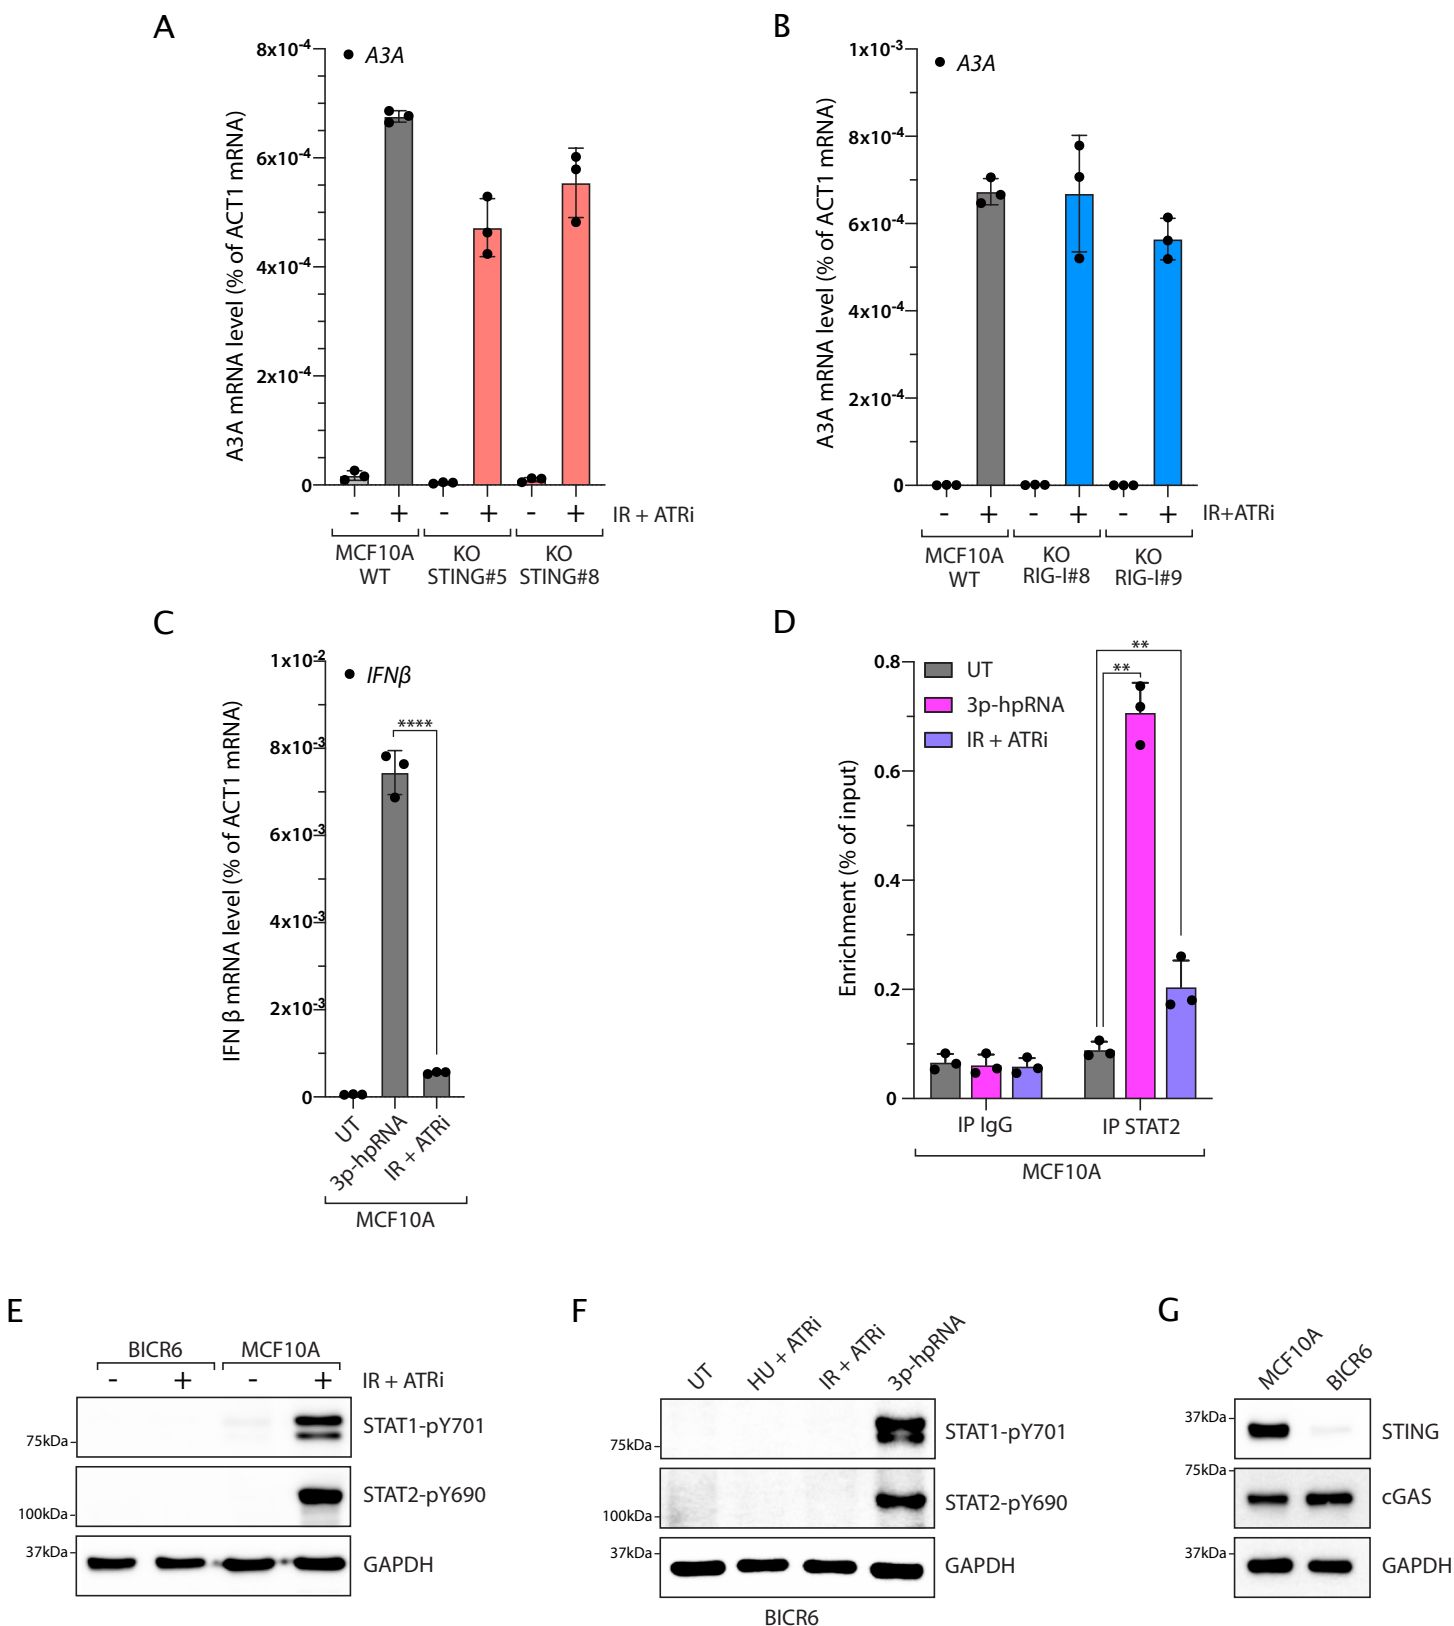 A
A3A mRNA level (% of ACT1 mRNA)
8x10-4
6x10-4
4x10-4
2x10-4
0
A3A
- + - + - + IR + ATRi
MCF10A WT
KO STING#5
KO STING#8
B
A3A mRNA level (% of ACT1 mRNA)
1x10-3
8x10-4
6x10-4
4x10-4
2x10-4
0
A3A
- + - + - + IR+ATRi
MCF10A WT
KO RIG-I#8
KO RIG-I#9
C
IFN β mRNA level (% of ACT1 mRNA)
1x10-2
8x10-3
6x10-3
4x10-3
2x10-3
0
IFNβ
****
UT
3p-hpRNA
IR + ATRi
MCF10A
D
Enrichment (% of input)
0.8
0.6
0.4
0.2
0
UT
3p-hpRNA
IR + ATRi
**
**
IP IgG
IP STAT2
MCF10A
E
BICR6 MCF10A
- + - + IR + ATRi
75kDa STAT1-pY701
100kDa STAT2-pY690
37kDa GAPDH
F
UT
HU + ATRi
IR + ATRi
3p-hpRNA
75kDa STAT1-pY701
100kDa STAT2-pY690
37kDa GAPDH
BICR6
G
MCF10A
BICR6
37kDa STING
75kDa cGAS
37kDa GAPDH